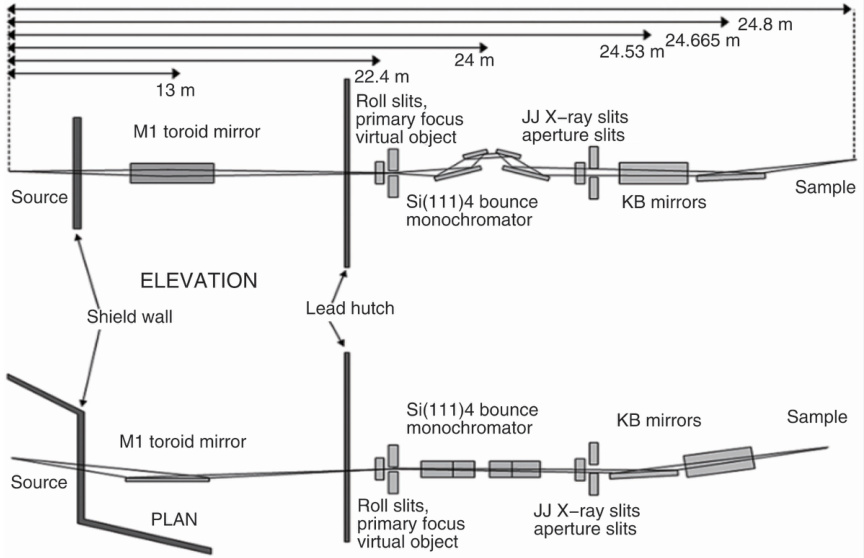 24.8 m
24.665 m
24.53 m
24 m
22.4 m
13 m
Roll slits,
primary focus
virtual object
JJ X–ray slits
aperture slits
M1 toroid mirror
Source
Si(111)4 bounce
monochromator
KB mirrors
Sample
ELEVATION
Shield wall
Lead hutch
Si(111)4 bounce
monochromator
KB mirrors
Sample
M1 toroid mirror
Source
PLAN
Roll slits,
primary focus
virtual object
JJ X–ray slits
aperture slits